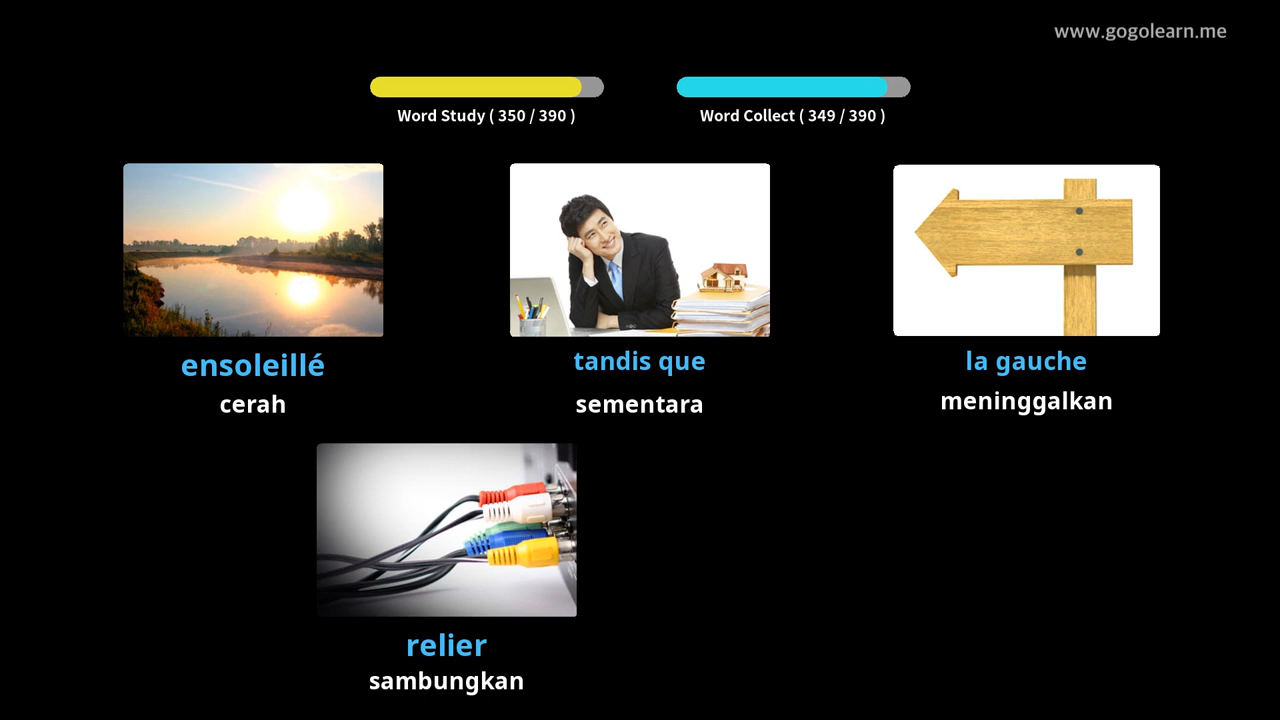 www.gogolearn.me
Word Study ( 350 / 390 )
Word Collect ( 349 / 390 )
ensoleillé
cerah
tandis que
sementara
la gauche
meninggalkan
relier
sambungkan